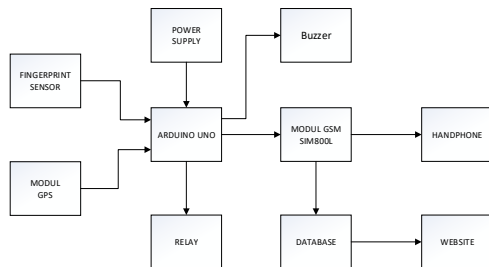 POWER
SUPPLY
Buzzer
FINGERPRINT
SENSOR
ARDUINO UNO
MODUL GSM
SIM800L
HANDPHONE
MODUL
GPS
RELAY
DATABASE
WEBSITE